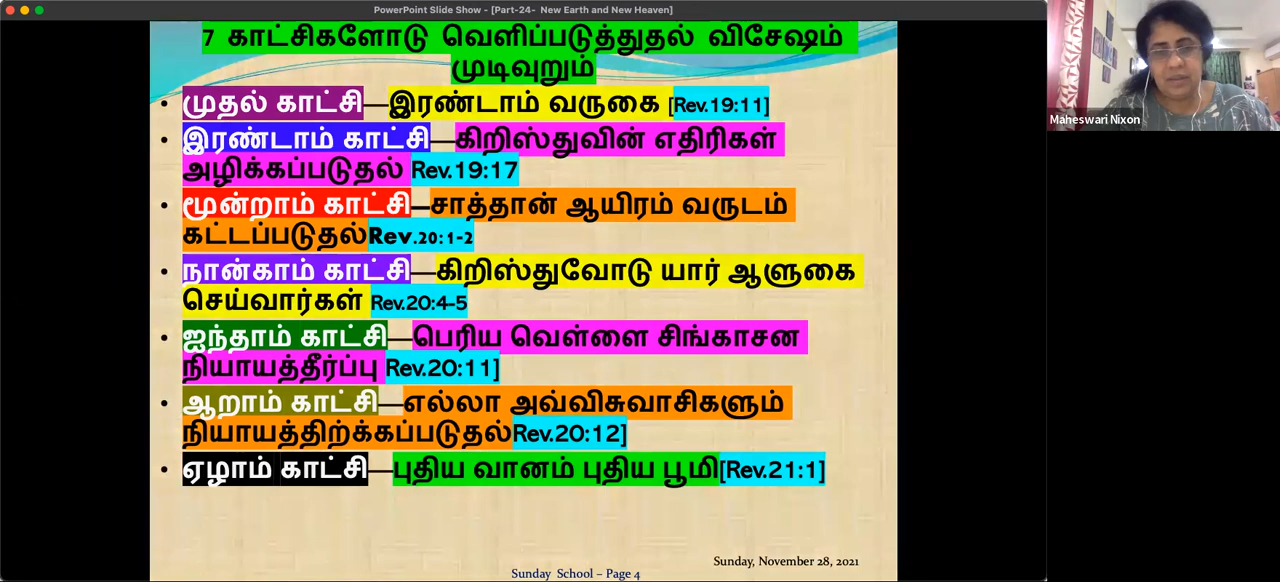 PowerPoint Slide Show - [Part-24- New Earth and New Heaven]
7 காட்சிகளோடு வெளிப்படுத்துதல் விசேஷம்
முடிவுறும்
• முதல் காட்சி—இரண்டாம் வருகை [Rev.19:11]
• இரண்டாம் காட்சி—கிறிஸ்துவின் எதிரிகள்
அழிக்கப்படுதல் Rev.19:17
• மூன்றாம் காட்சி—சாத்தான் ஆயிரம் வருடம்
கட்டப்படுதல்Rev.20:1-2
• நான்காம் காட்சி—கிறிஸ்துவோடு யார் ஆளுகை
செய்வார்கள் Rev.20:4-5
• ஐந்தாம் காட்சி—பெரிய வெள்ளை சிங்காசன
நியாயத்தீர்ப்பு Rev.20:11]
• ஆறாம் காட்சி—எல்லா அவ்விசுவாசிகளும்
நியாயத்திற்க்கப்படுதல்Rev.20:12]
• ஏழாம் காட்சி—புதிய வானம் புதிய பூமி[Rev.21:1]
Sunday, November 28, 2021
Sunday School – Page 4
Maheswari Nixon